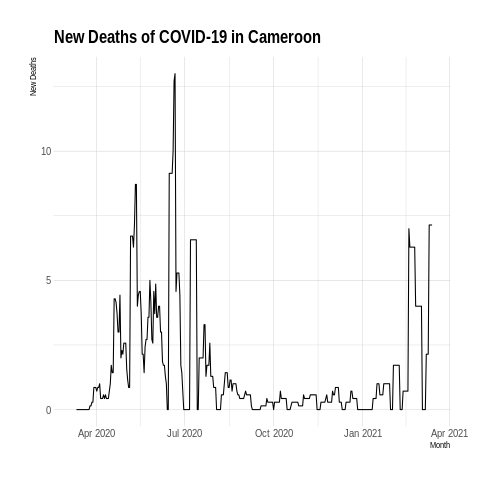 New Deaths of COVID-19 in Cameroon
New Deaths
10
5
0
Apr 2020 Jul 2020 Oct 2020 Jan 2021 Apr 2021
Month